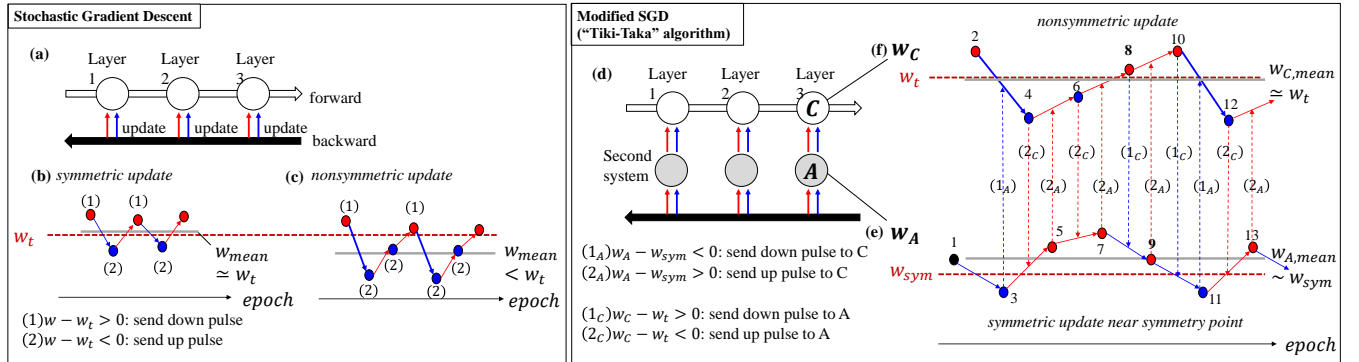 Stochastic Gradient Descent
(a)
Layer Layer Layer
1 2 3
forward
update update update
backward
(b) symmetric update
(c) nonsymmetric update
(1) (1)
(1) (1)
w_t
(2) (2)
(2) (2)
(2) (2)
w_mean
≃ w_t
w_mean
< w_t
epoch
epoch
(1)w − w_t > 0: send down pulse
(2)w − w_t < 0: send up pulse
Modified SGD
("Tiki-Taka" algorithm)
(d)
Layer Layer Layer
1 2 3
C
Second
system
A
(1_A)w_A − w_sym < 0: send down pulse to C
(2_A)w_A − w_sym > 0: send up pulse to C
(1_C)w_C − w_t > 0: send down pulse to A
(2_C)w_C − w_t < 0: send up pulse to A
(f) w_C
nonsymmetric update
2 8 10
w_t
4 6 12
w_C,mean
≃ w_t
(2_C) (2_C) (1_C) (1_C) (2_C)
(1_A) (2_A) (2_A) (2_A) (1_A) (2_A)
(e) w_A
1 5 7 9 13
w_sym
3 11
w_A,mean
~ w_sym
symmetric update near symmetry point
epoch